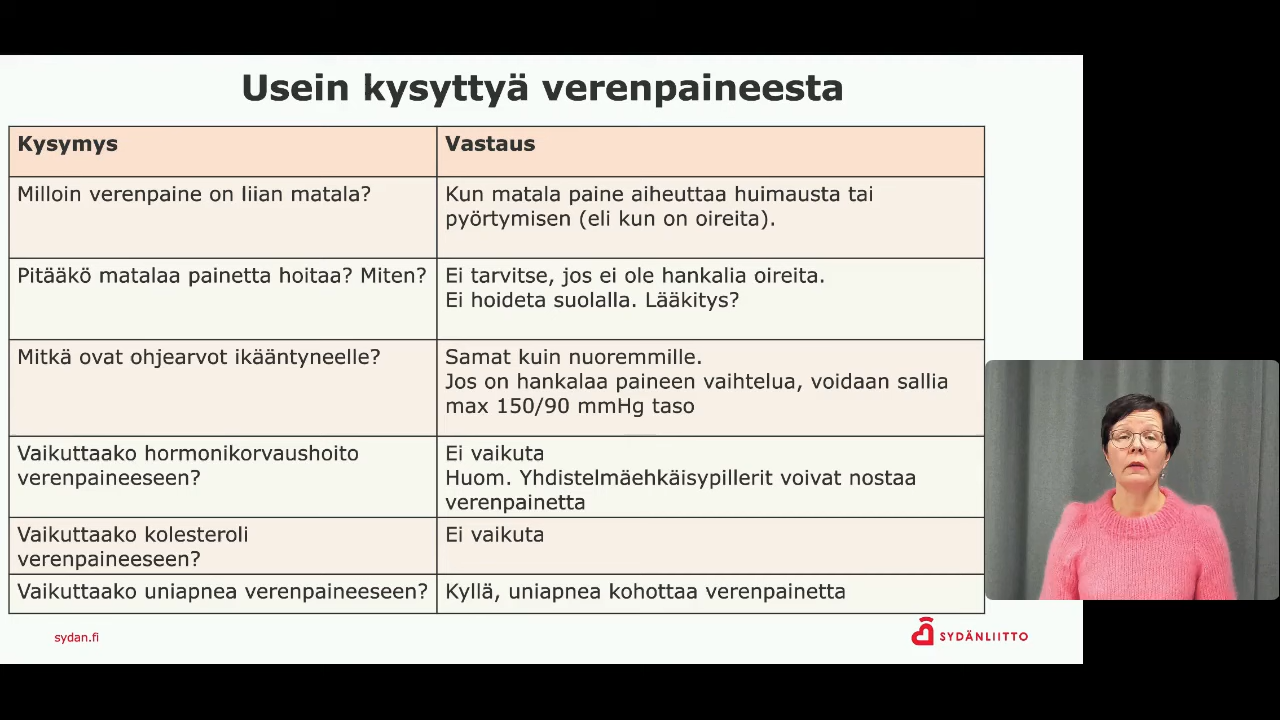 Usein kysyttyä verenpaineesta
Kysymys
Vastaus
Milloin verenpaine on liian matala?
Kun matala paine aiheuttaa huimausta tai
pyörtymisen (eli kun on oireita).
Pitääkö matalaa painetta hoitaa? Miten?
Ei tarvitse, jos ei ole hankalia oireita.
Ei hoideta suolalla. Lääkitys?
Mitkä ovat ohjearvot ikääntyneelle?
Samat kuin nuoremmille.
Jos on hankalaa paineen vaihtelua, voidaan sallia
max 150/90 mmHg taso
Vaikuttaako hormonikorvaushoito
verenpaineeseen?
Ei vaikuta
Huom. Yhdistelmäehkäisypillerit voivat nostaa
verenpainetta
Vaikuttaako kolesteroli
verenpaineeseen?
Ei vaikuta
Vaikuttaako uniapnea verenpaineeseen?
Kyllä, uniapnea kohottaa verenpainetta
sydan.fi
SYDÄNLIITTO